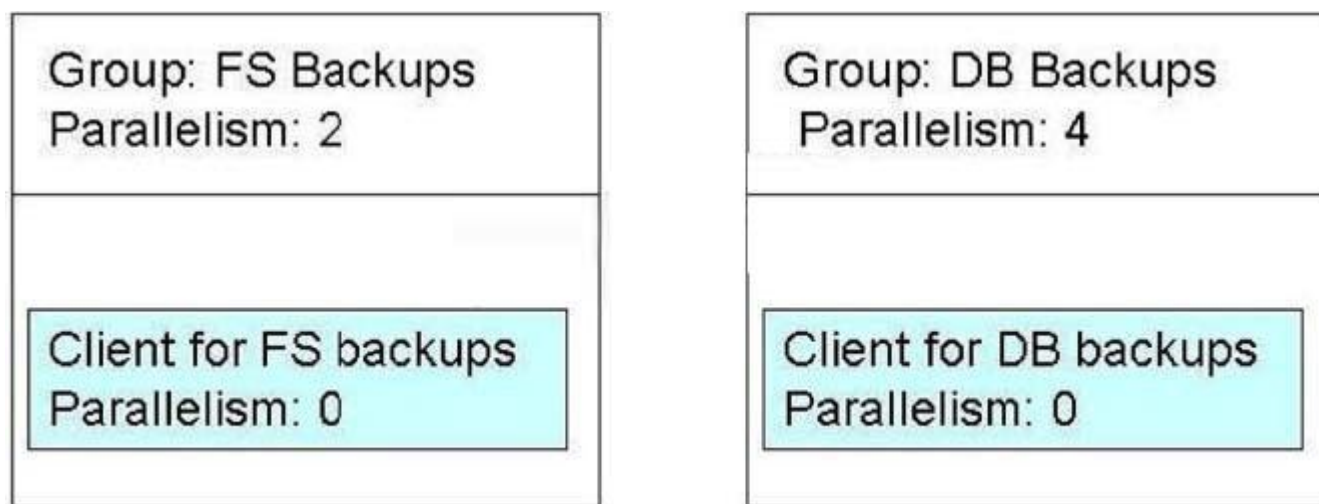 Group: FS Backups
Parallelism: 2
Client for FS backups
Parallelism: 0
Group: DB Backups
Parallelism: 4
Client for DB backups
Parallelism: 0